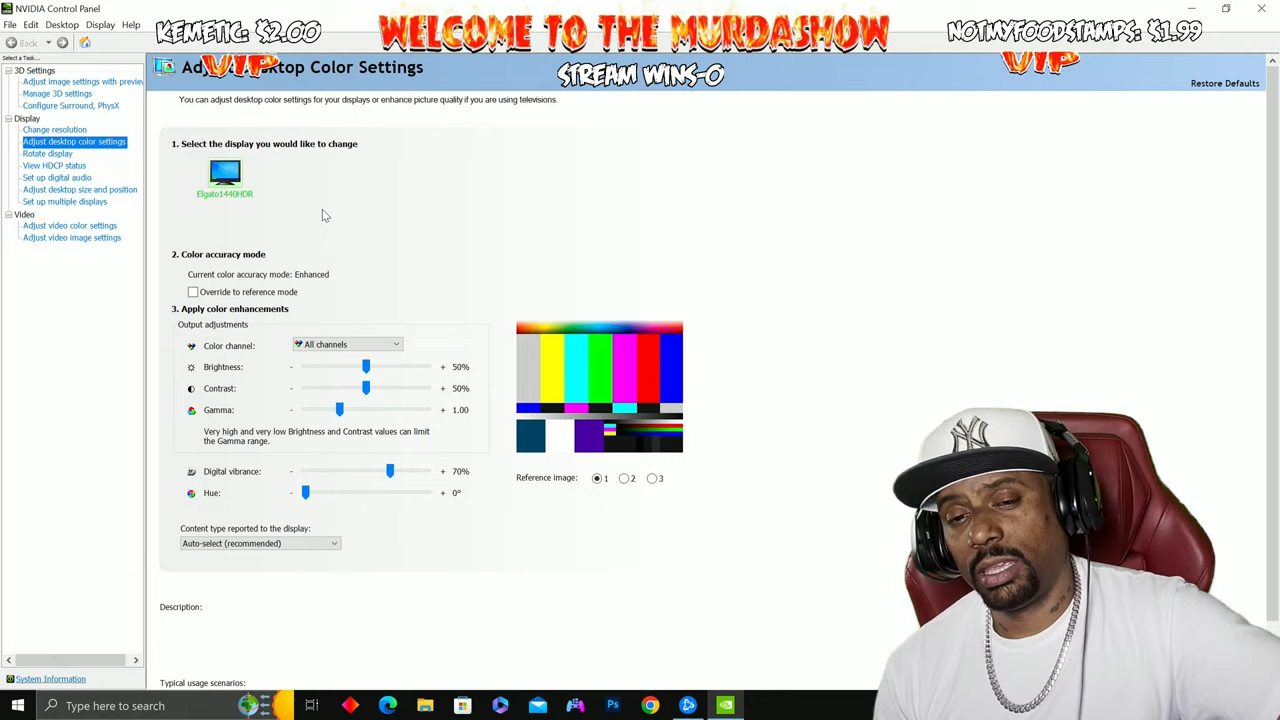 NVIDIA Control Panel
File Edit Desktop Display Help
KEMETIC: $2.00
WELCOME TO THE MURDASHOW
NOTMYFOODSTAMPS: $1.99
Back
VIP
VIP
STREAM WINS-0
Select a Task...
3D Settings
Adjust image settings with preview
Manage 3D settings
Configure Surround, PhysX
Display
Change resolution
Adjust desktop color settings
Rotate display
View HDCP status
Set up digital audio
Adjust desktop size and position
Set up multiple displays
Video
Adjust video color settings
Adjust video image settings
System Information
Desktop Color Settings
Restore Defaults
You can adjust desktop color settings for your displays or enhance picture quality if you are using televisions.
1. Select the display you would like to change
Elgato1440HDR
2. Color accuracy mode
Current color accuracy mode: Enhanced
Override to reference mode
3. Apply color enhancements
Output adjustments
Color channel: All channels
Brightness: - + 50%
Contrast: - + 50%
Gamma: - + 1.00
Very high and very low Brightness and Contrast values can limit
the Gamma range.
Digital vibrance: - + 70%
Hue: - + 0°
Reference image: 1 2 3
Content type reported to the display:
Auto-select (recommended)
Description:
Typical usage scenarios:
Type here to search
Ps